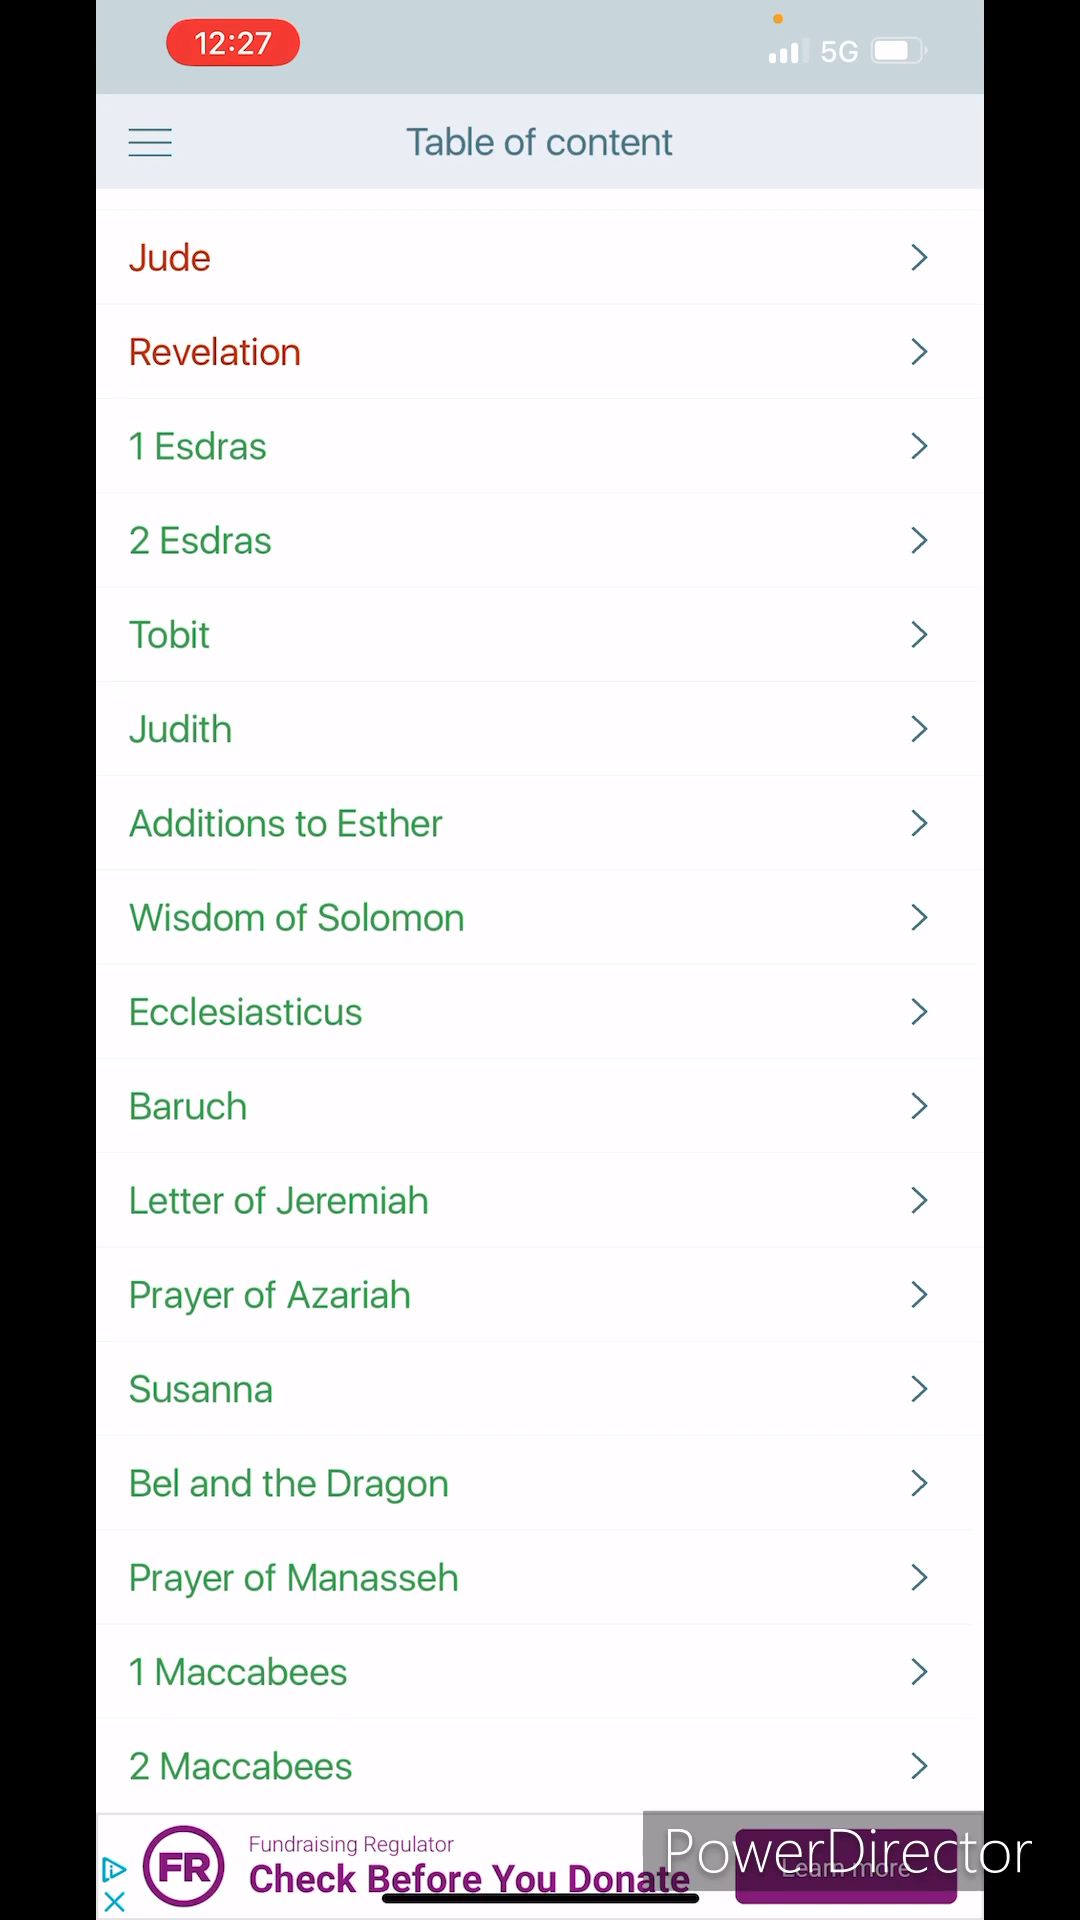 12:27
5G
Table of content
Jude
Revelation
1 Esdras
2 Esdras
Tobit
Judith
Additions to Esther
Wisdom of Solomon
Ecclesiasticus
Baruch
Letter of Jeremiah
Prayer of Azariah
Susanna
Bel and the Dragon
Prayer of Manasseh
1 Maccabees
2 Maccabees
FR
Fundraising Regulator
Check Before You Donate
Learn more
PowerDirector